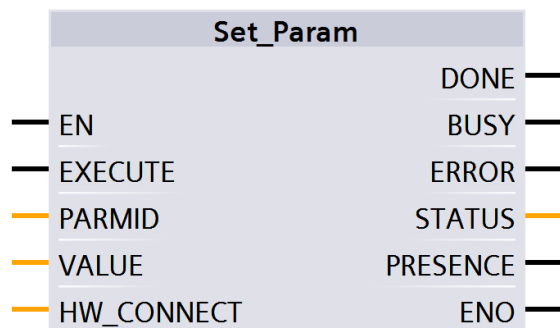 Set_Param
DONE
EN BUSY
EXECUTE ERROR
PARMID STATUS
VALUE PRESENCE
HW_CONNECT ENO